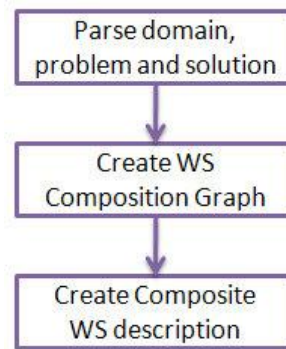 Parse domain,
problem and solution
Create WS
Composition Graph
Create Composite
WS description